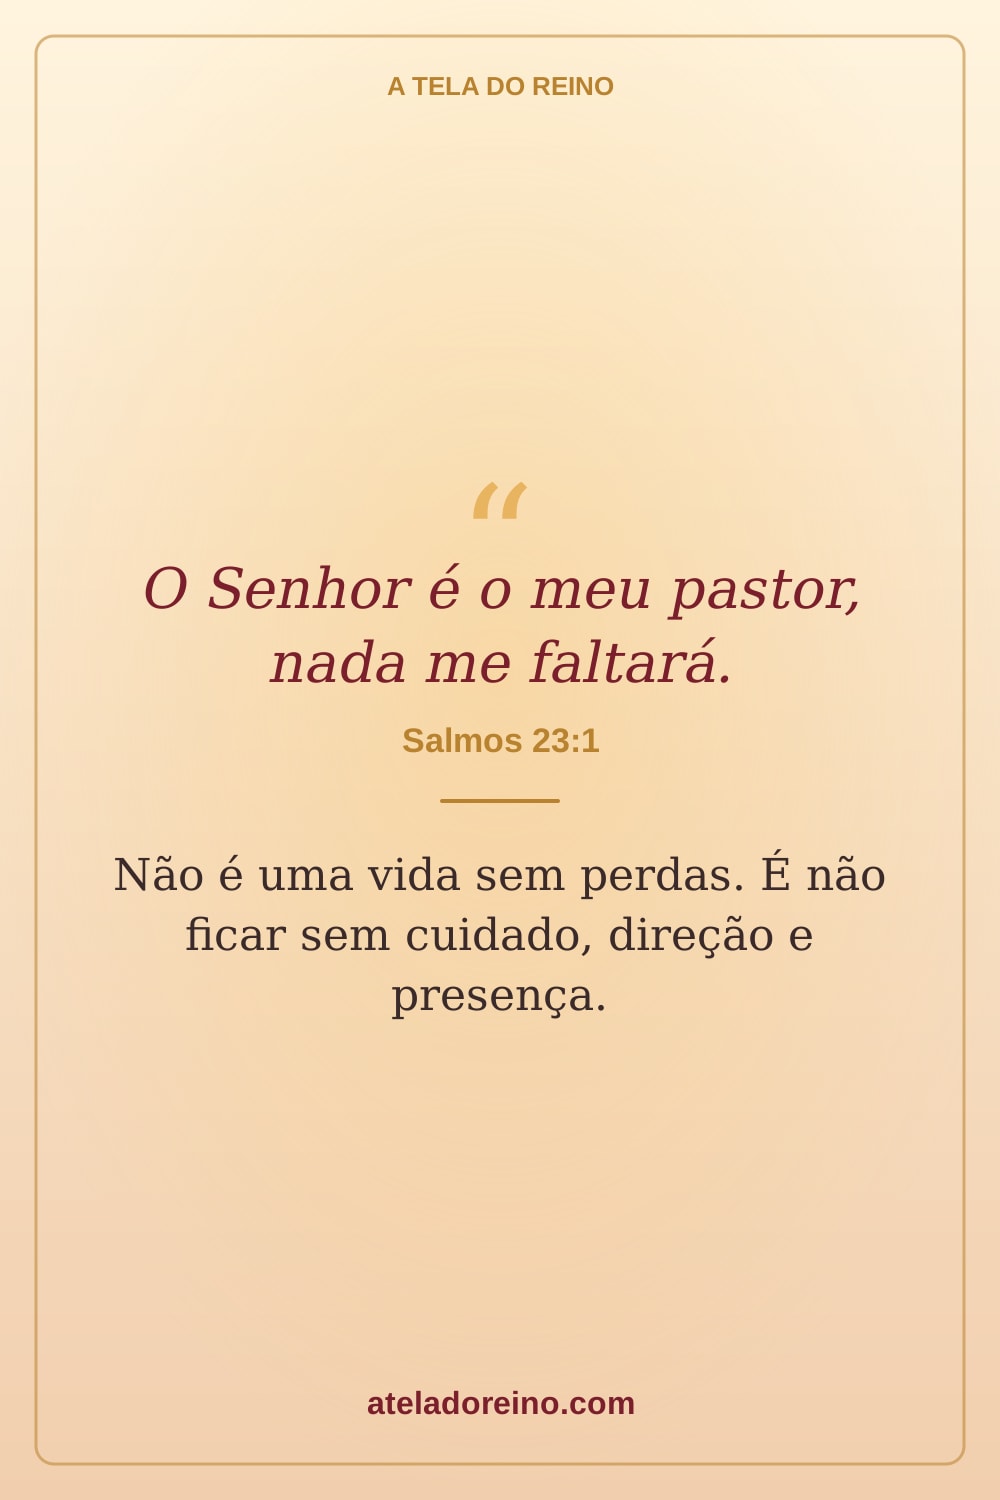 A TELA DO REINO
“
O Senhor é o meu pastor,
nada me faltará.
Salmos 23:1
Não é uma vida sem perdas. É não
ficar sem cuidado, direção e
presença.
ateladoreino.com